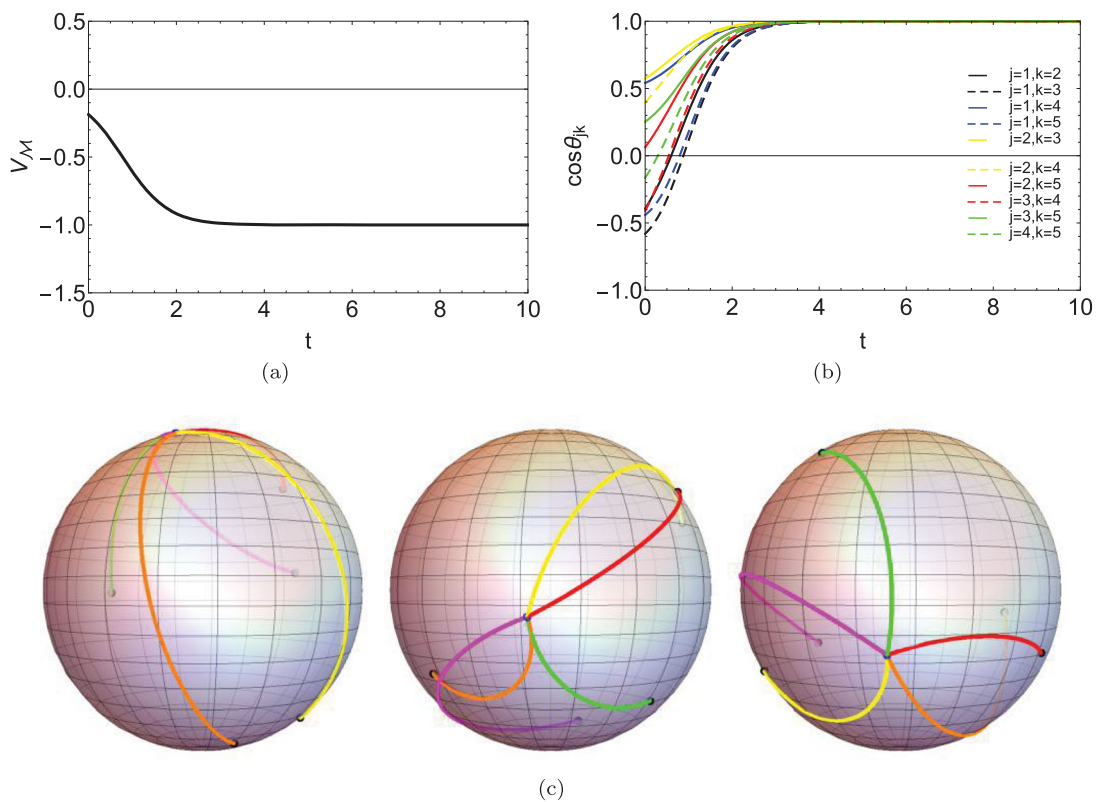 0.5
0.0
−0.5
−1.0
−1.5
V_M
0 2 4 6 8 10
t
(a)
1.0
0.5
0.0
−0.5
−1.0
cosθ_jk
j=1,k=2
j=1,k=3
j=1,k=4
j=1,k=5
j=2,k=3
j=2,k=4
j=2,k=5
j=3,k=4
j=3,k=5
j=4,k=5
0 2 4 6 8 10
t
(b)
(c)